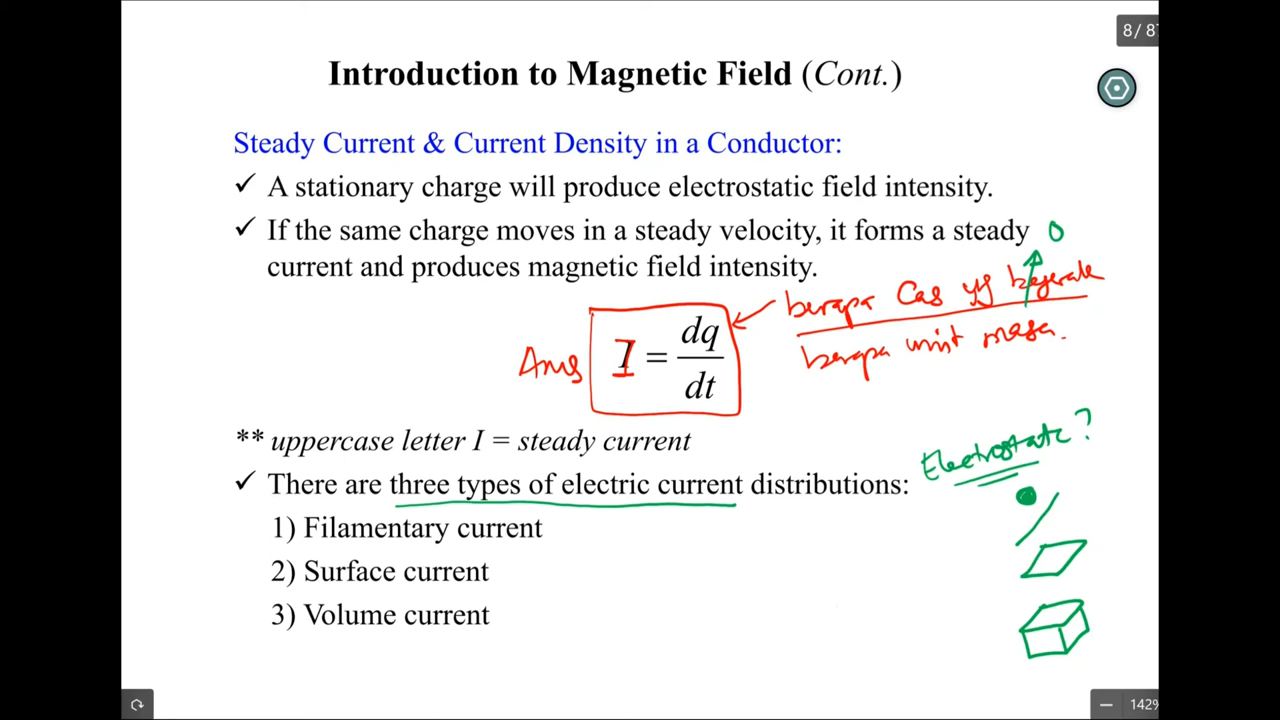 8 / 87
Introduction to Magnetic Field (Cont.)
Steady Current & Current Density in a Conductor:
✓ A stationary charge will produce electrostatic field intensity.
✓ If the same charge moves in a steady velocity, it forms a steady
current and produces magnetic field intensity.
0
berapa Cas yg bergerak
berapa unit masa.
Ans I = dq/dt
** uppercase letter I = steady current
Electrostatic?
✓ There are three types of electric current distributions:
1) Filamentary current
2) Surface current
3) Volume current
142%